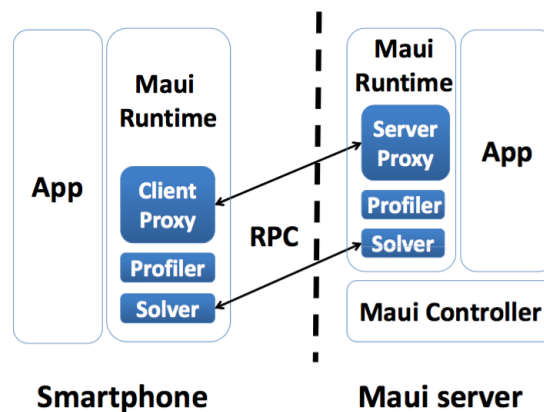 App
Maui
Runtime
Client
Proxy
Profiler
Solver
Smartphone
RPC
Maui
Runtime
Server
Proxy
Profiler
Solver
App
Maui Controller
Maui server